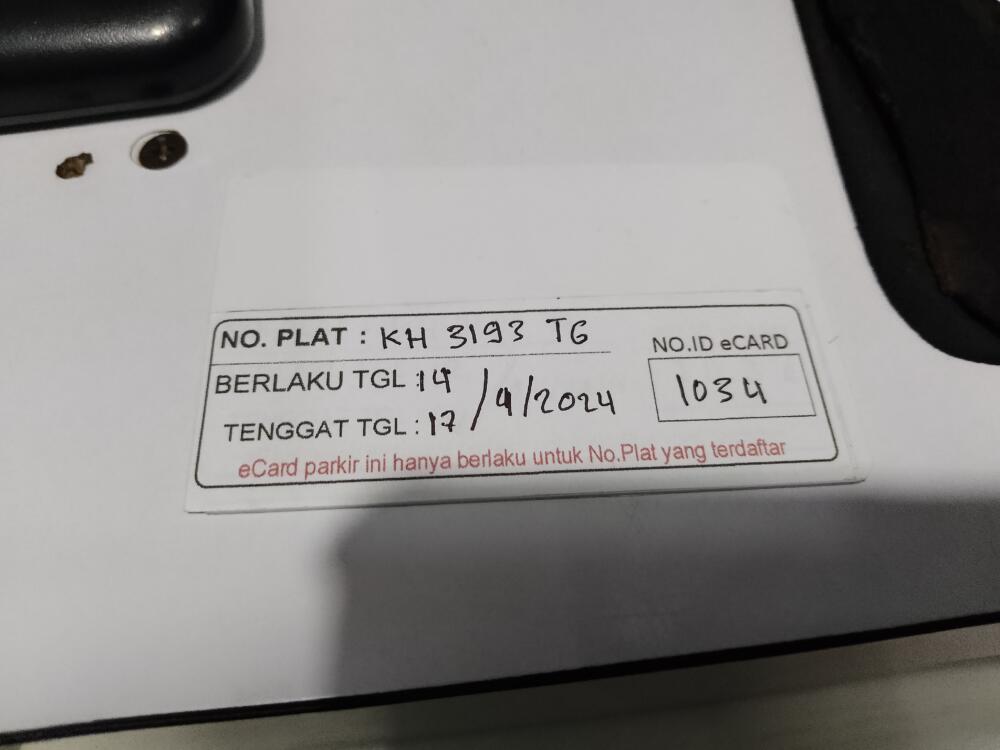 NO. PLAT : KH 3193 TG
NO.ID eCARD
1034
BERLAKU TGL : 14
/9/2024
TENGGAT TGL : 17
eCard parkir ini hanya berlaku untuk No.Plat yang terdaftar